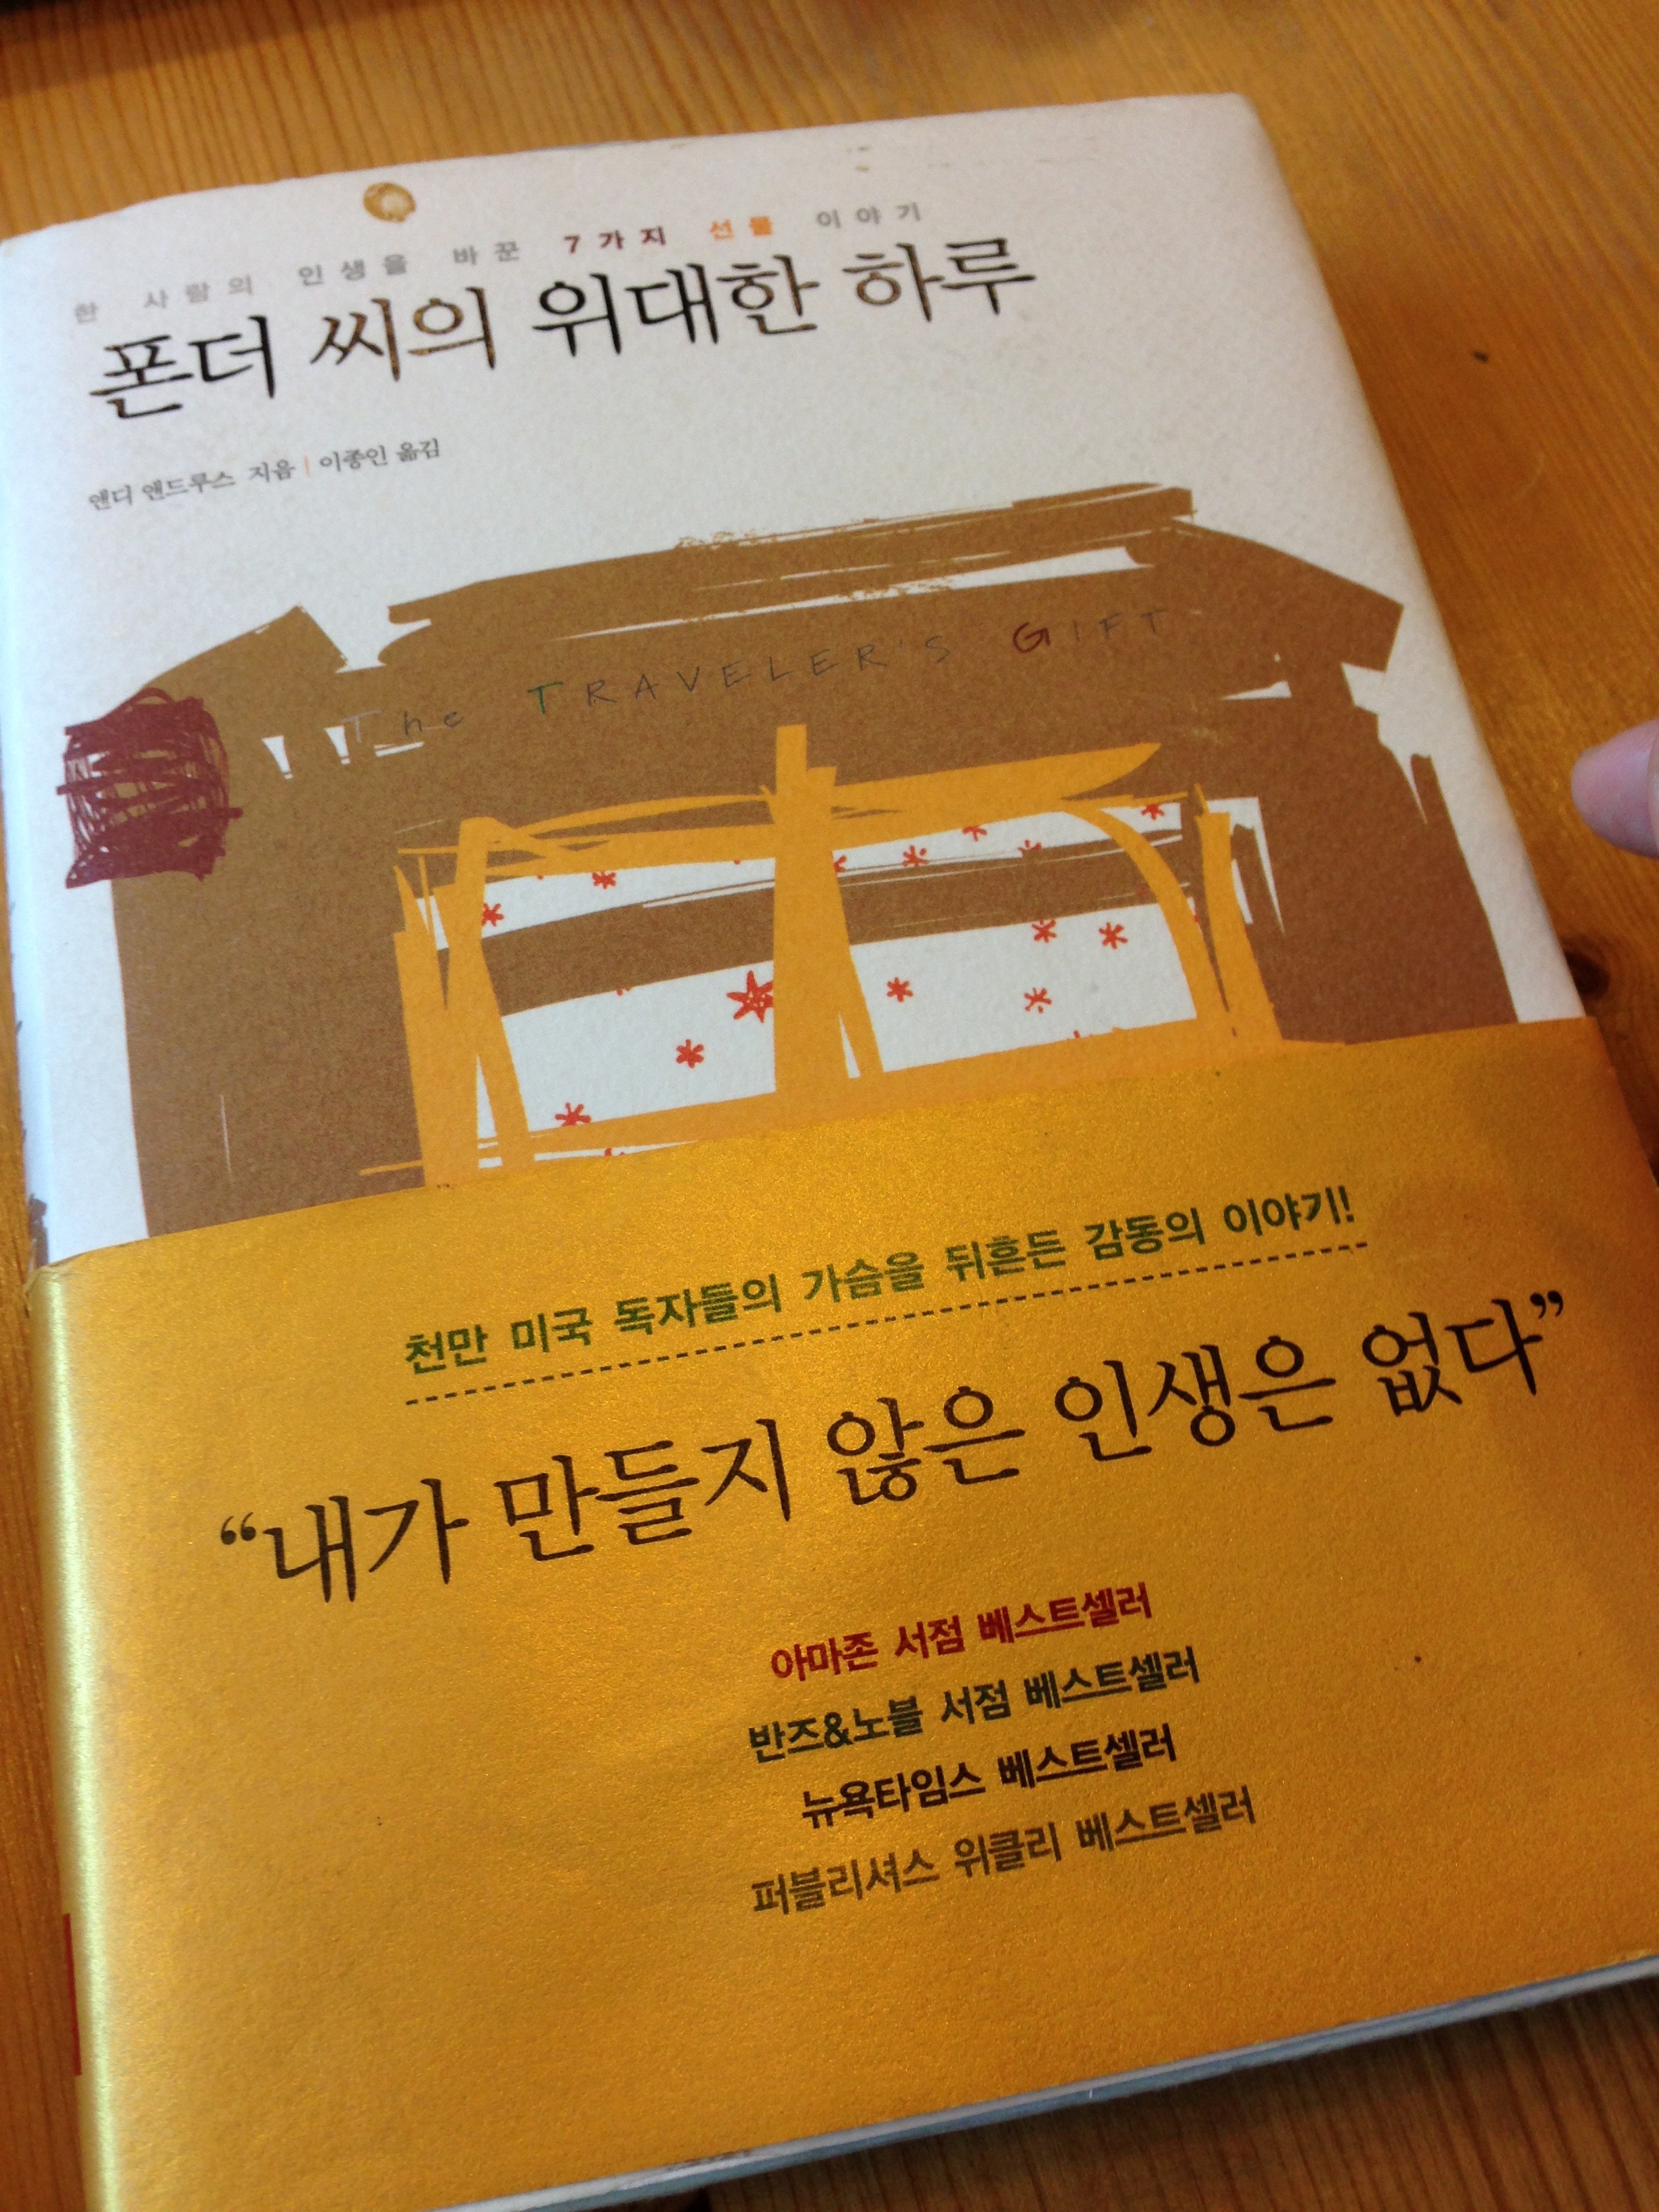 한 사람의 인생을 바꾼 7가지 선물 이야기
폰더 씨의 위대한 하루
앤디 앤드루스 지음 | 이종인 옮김
The TRAVELER'S GIFT
천만 미국 독자들의 가슴을 뒤흔든 감동의 이야기!
“내가 만들지 않은 인생은 없다”
아마존 서점 베스트셀러
반즈&노블 서점 베스트셀러
뉴욕타임스 베스트셀러
퍼블리셔스 위클리 베스트셀러